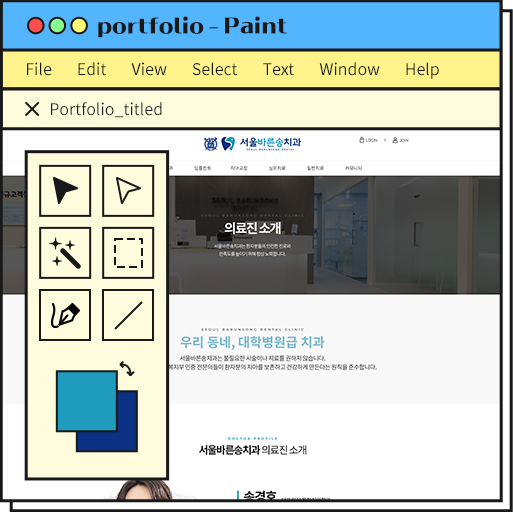 portfolio - Paint
File Edit View Select Text Window Help
Portfolio_titled
서울바른송치과
SEOUL BARUNSONG DENTAL
LOGIN JOIN
임플란트 치아교정 심미치료 일반치료 커뮤니티
SEOUL BARUNSONG DENTAL CLINIC
의료진 소개
서울바른송치과는 환자분들의 안전한 진료와
만족도를 높이기 위해 항상 노력합니다.
SEOUL BARUNSONG DENTAL CLINIC
우리 동네, 대학병원급 치과
서울바른송치과는 불필요한 시술이나 치료를 권하지 않습니다.
복지부 인증 전문의들이 환자분의 치아를 보존하고 건강하게 만든다는 원칙을 준수합니다.
DOCTOR PROFILE
서울바른송치과 의료진 소개
송경호